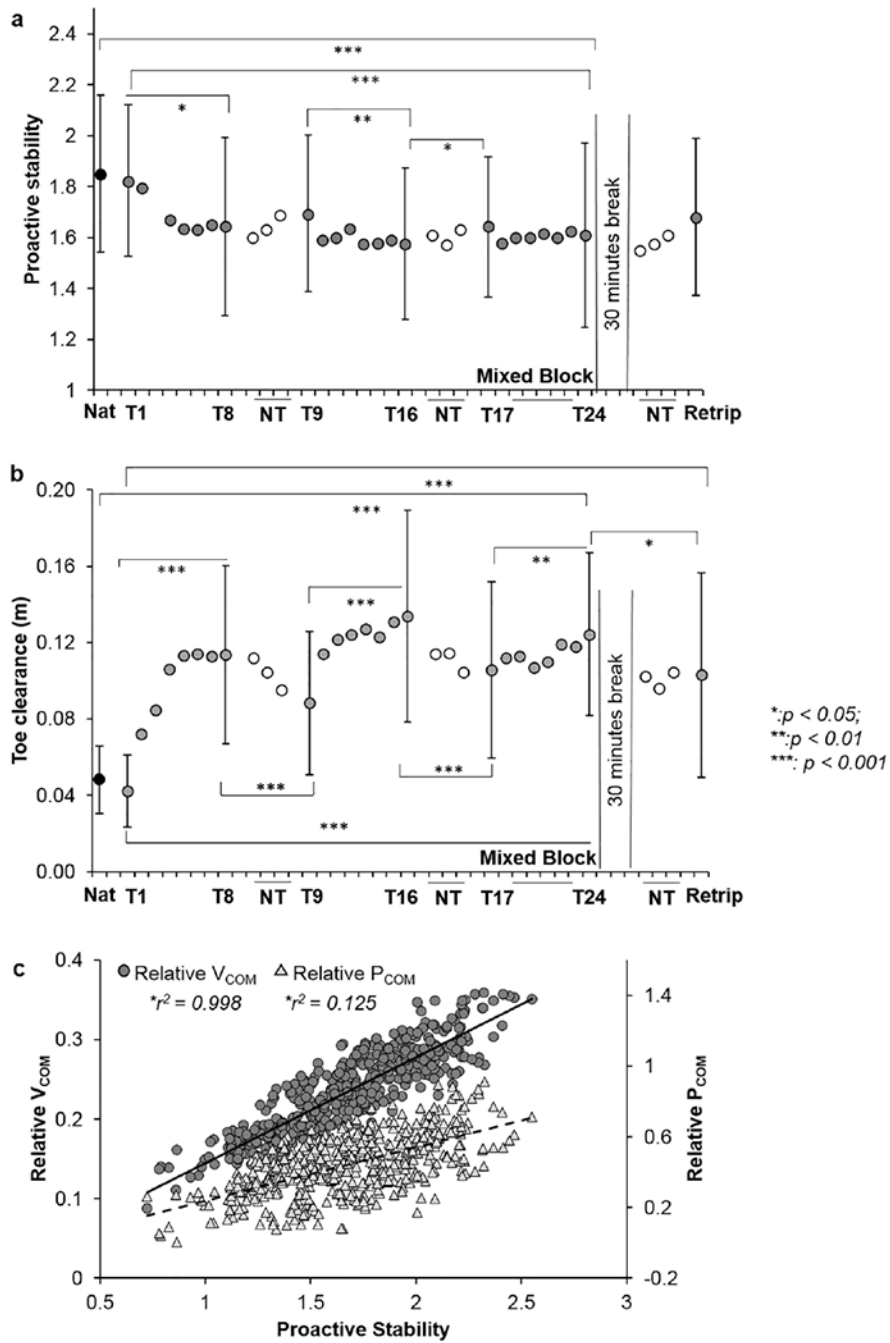 a
2.4
2.2
2
1.8
1.6
1.4
1.2
1
Proactive stability
***
***
*
**
*
30 minutes break
Mixed Block
Nat T1 T8 NT T9 T16 NT T17 T24 NT Retrip
b
0.20
0.16
0.12
0.08
0.04
0.00
Toe clearance (m)
***
***
***
***
**
*
***
***
***
30 minutes break
Mixed Block
Nat T1 T8 NT T9 T16 NT T17 T24 NT Retrip
*:p < 0.05;
**:p < 0.01
***: p < 0.001
c
Relative VCOM Relative PCOM
*r² = 0.998 *r² = 0.125
0.4
0.3
0.2
0.1
0
Relative VCOM
1.4
1
0.6
0.2
-0.2
Relative PCOM
0.5 1 1.5 2 2.5 3
Proactive Stability